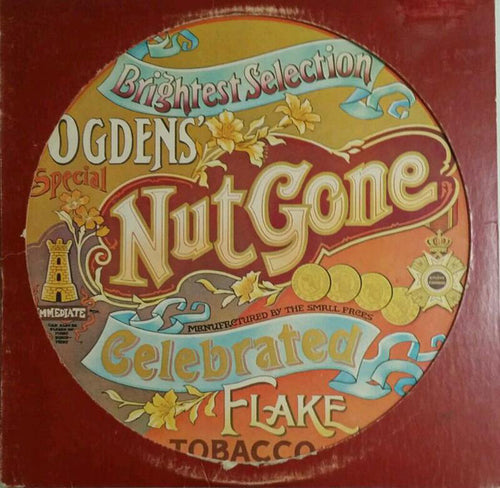 Brightest Selection
OGDENS'
Special
Nut Gone
IMMEDIATE
MANUFACTURED BY THE SMALL FACES
Celebrated
FLAKE
TOBACCO